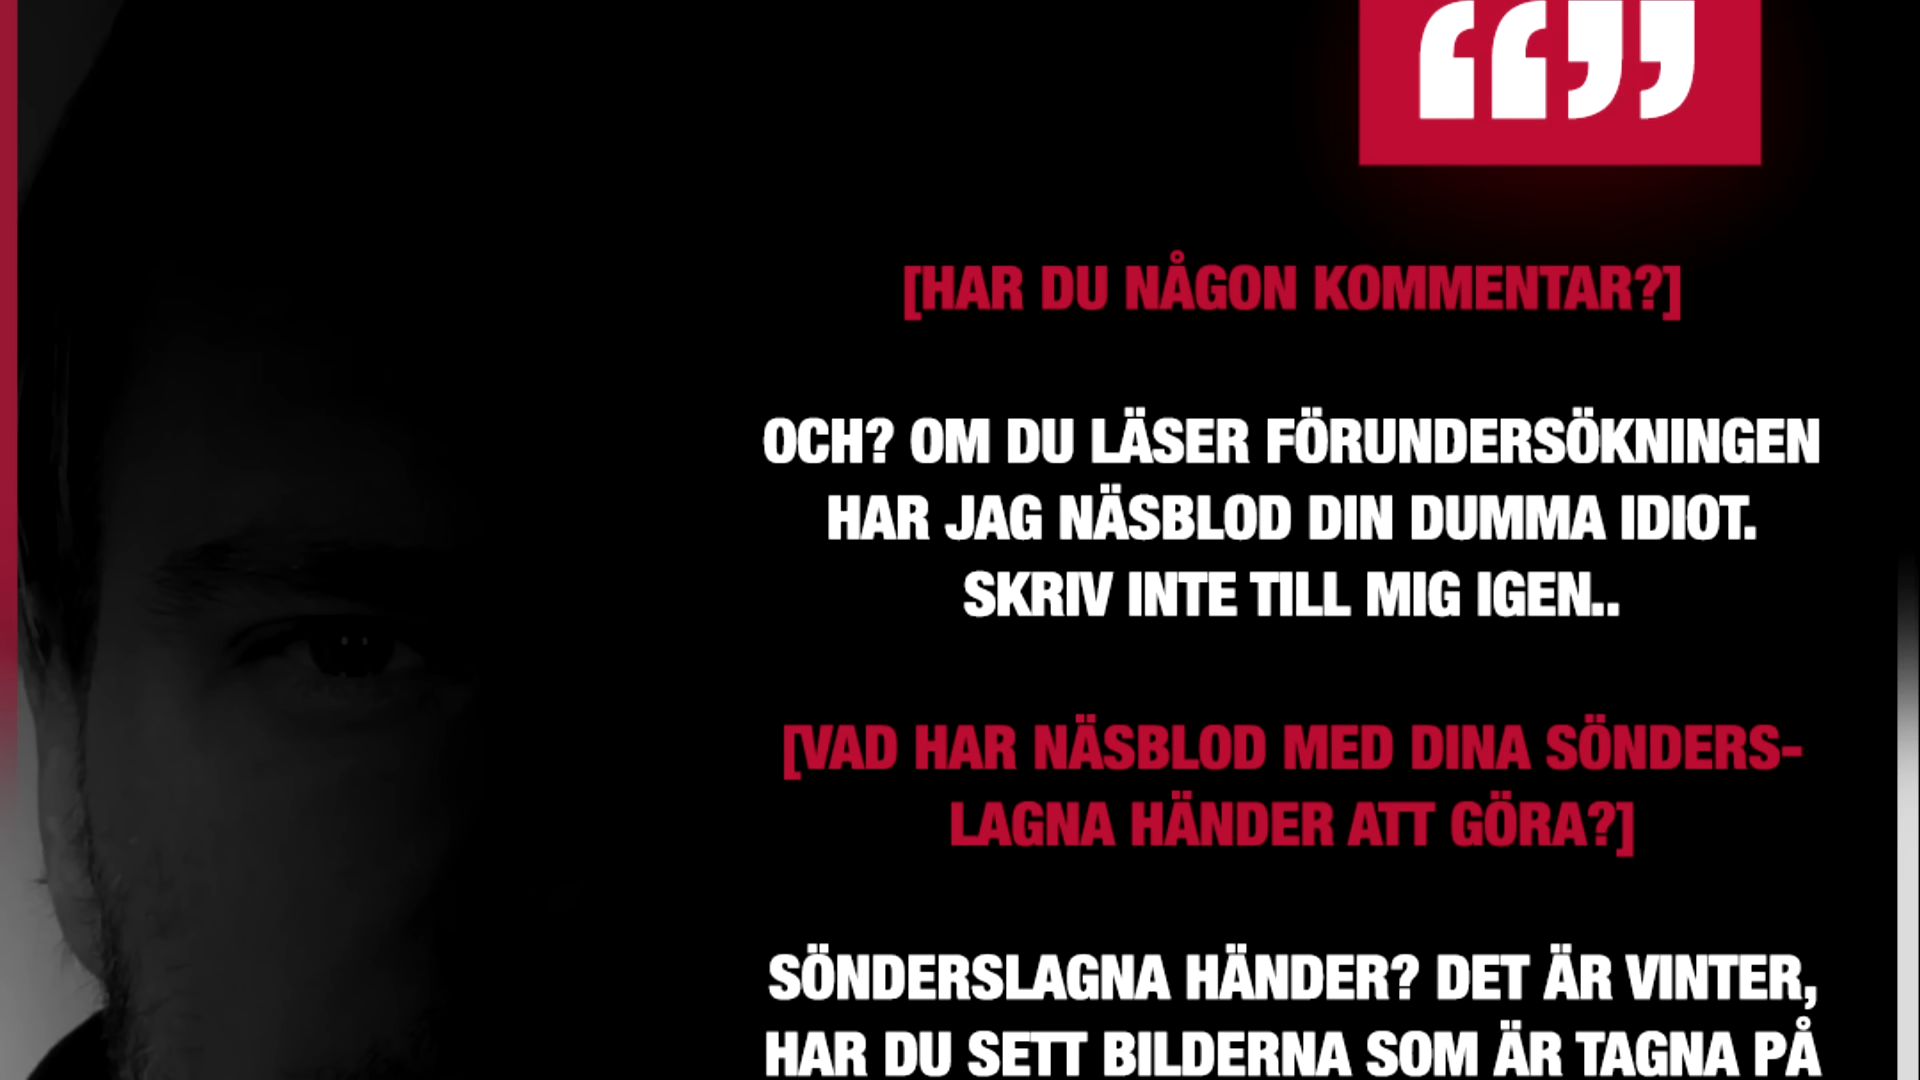 “”
[HAR DU NÅGON KOMMENTAR?]
OCH? OM DU LÄSER FÖRUNDERSÖKNINGEN
HAR JAG NÄSBLOD DIN DUMMA IDIOT.
SKRIV INTE TILL MIG IGEN..
[VAD HAR NÄSBLOD MED DINA SÖNDERS-
LAGNA HÄNDER ATT GÖRA?]
SÖNDERSLAGNA HÄNDER? DET ÄR VINTER,
HAR DU SETT BILDERNA SOM ÄR TAGNA PÅ